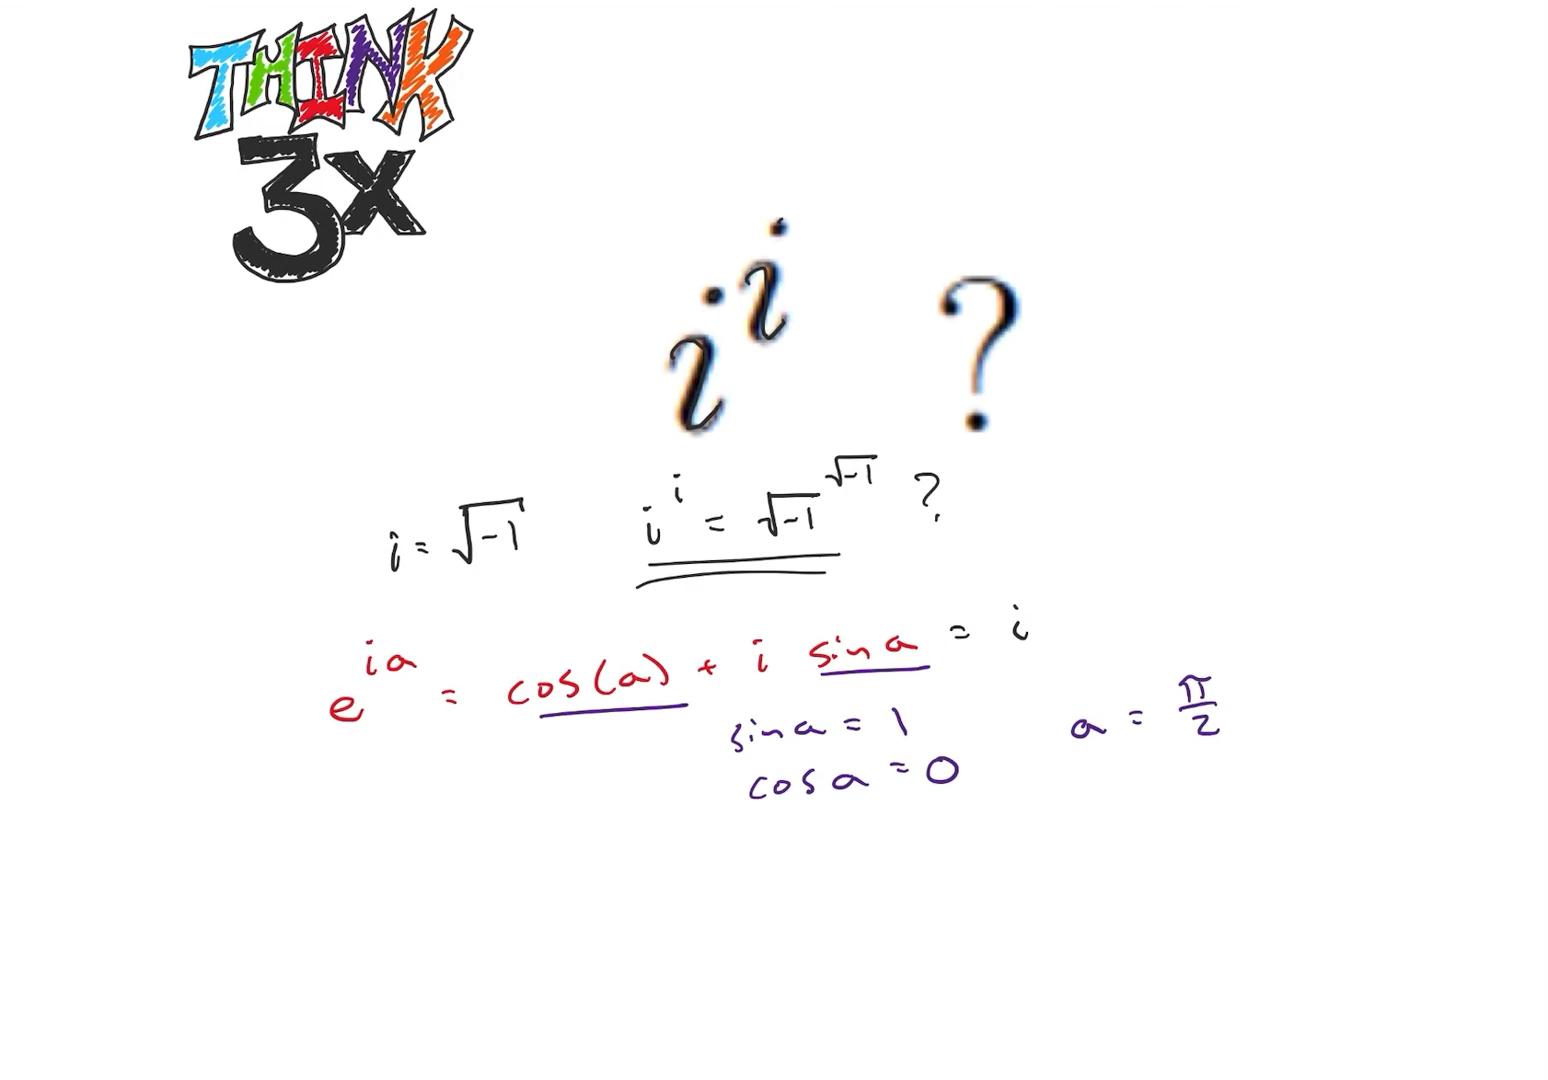 THINK
3x
i^i ?
i = √-1    i^i = √-1^√-1 ?
e^ia = cos(a) + i sin a = i
sin a = 1    a = π/2
cos a = 0